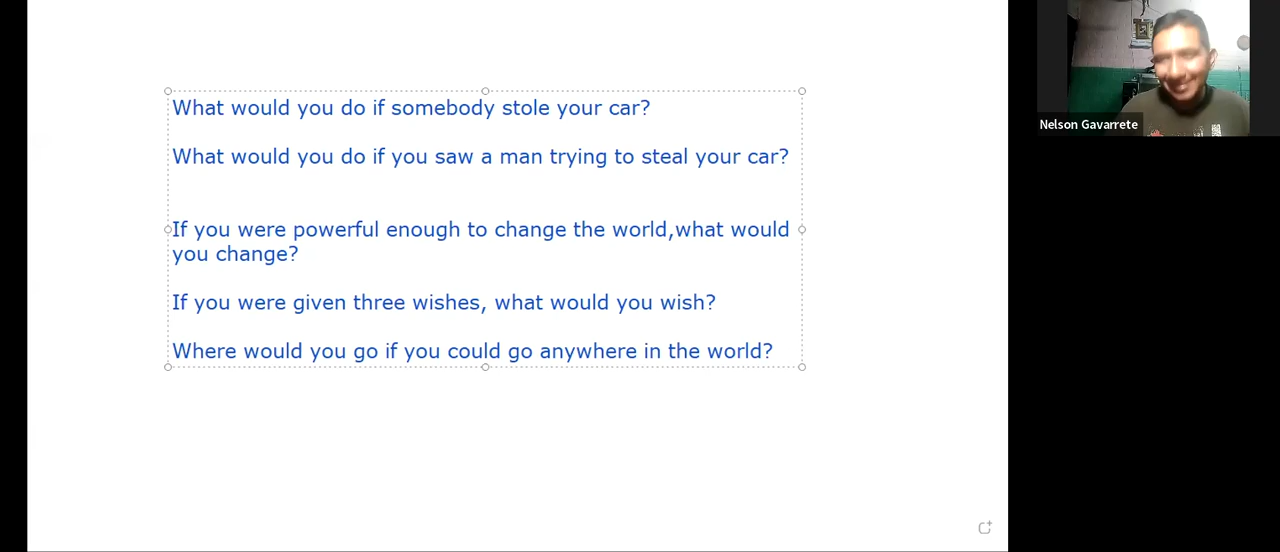 What would you do if somebody stole your car?
What would you do if you saw a man trying to steal your car?
If you were powerful enough to change the world,what would
you change?
If you were given three wishes, what would you wish?
Where would you go if you could go anywhere in the world?
Nelson Gavarrete